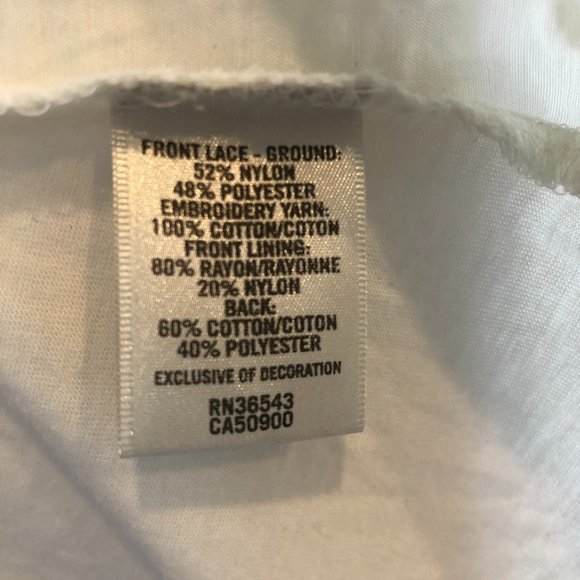 FRONT LACE - GROUND:
52% NYLON
48% POLYESTER
EMBROIDERY YARN:
100% COTTON/COTON
FRONT LINING:
80% RAYON/RAYONNE
20% NYLON
BACK:
60% COTTON/COTON
40% POLYESTER
EXCLUSIVE OF DECORATION
RN36543
CA50900